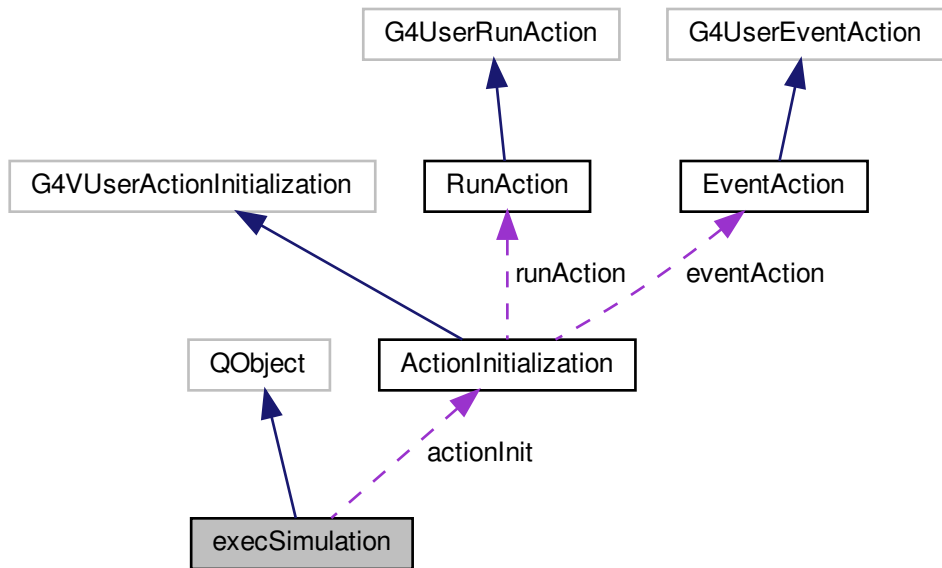 G4UserRunAction
G4UserEventAction
G4VUserActionInitialization
RunAction
EventAction
runAction
eventAction
QObject
ActionInitialization
actionInit
execSimulation